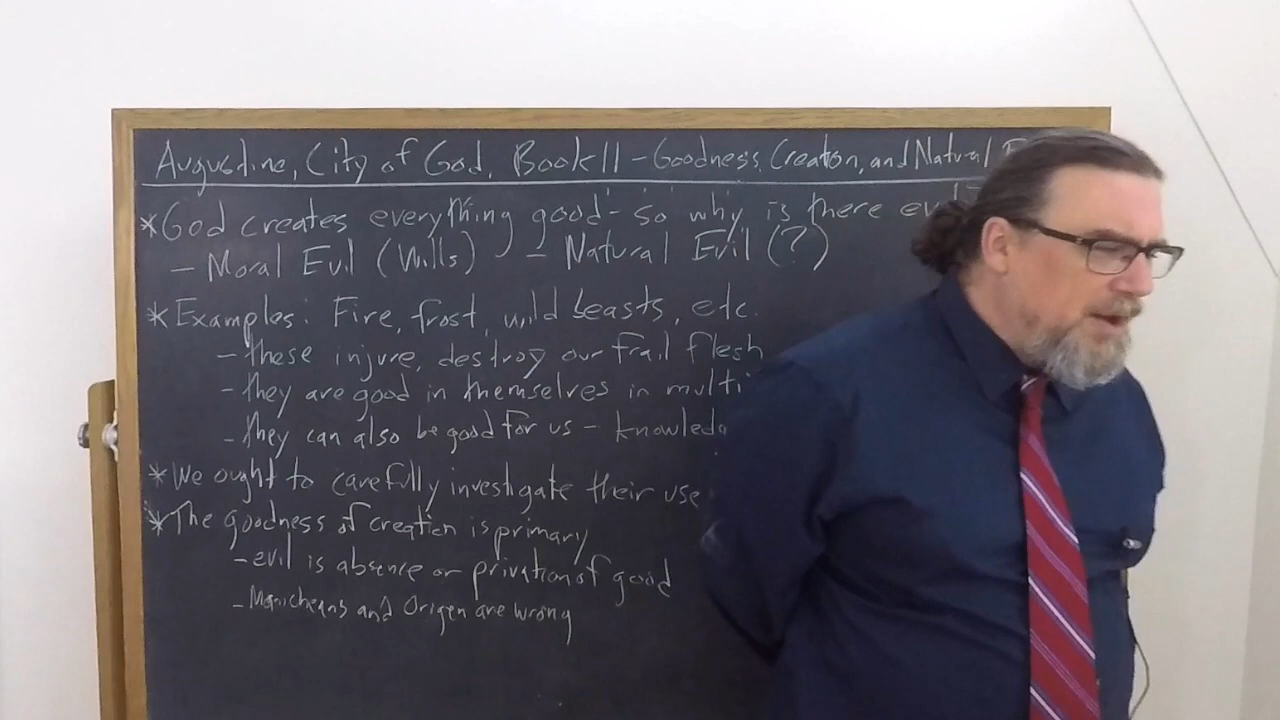 Augustine, City of God, Book 11 - Goodness, Creation, and Natural
* God creates everything good - so why is there
- Moral Evil (Wills) - Natural Evil (?)
* Examples: Fire, frost, wild beasts, etc.
- these injure, destroy our frail flesh
- they are good in themselves in
- they can also be good for us -
* We ought to carefully investigate their use
* The goodness of creation is primary
- evil is absence or privation of good
- Manicheans and Origen are wrong